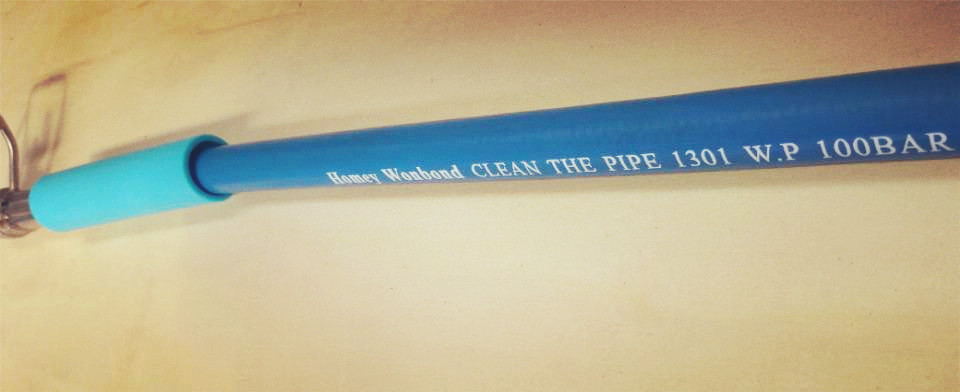 Homey Wonbond CLEAN THE PIPE 1301 W.P 100BAR